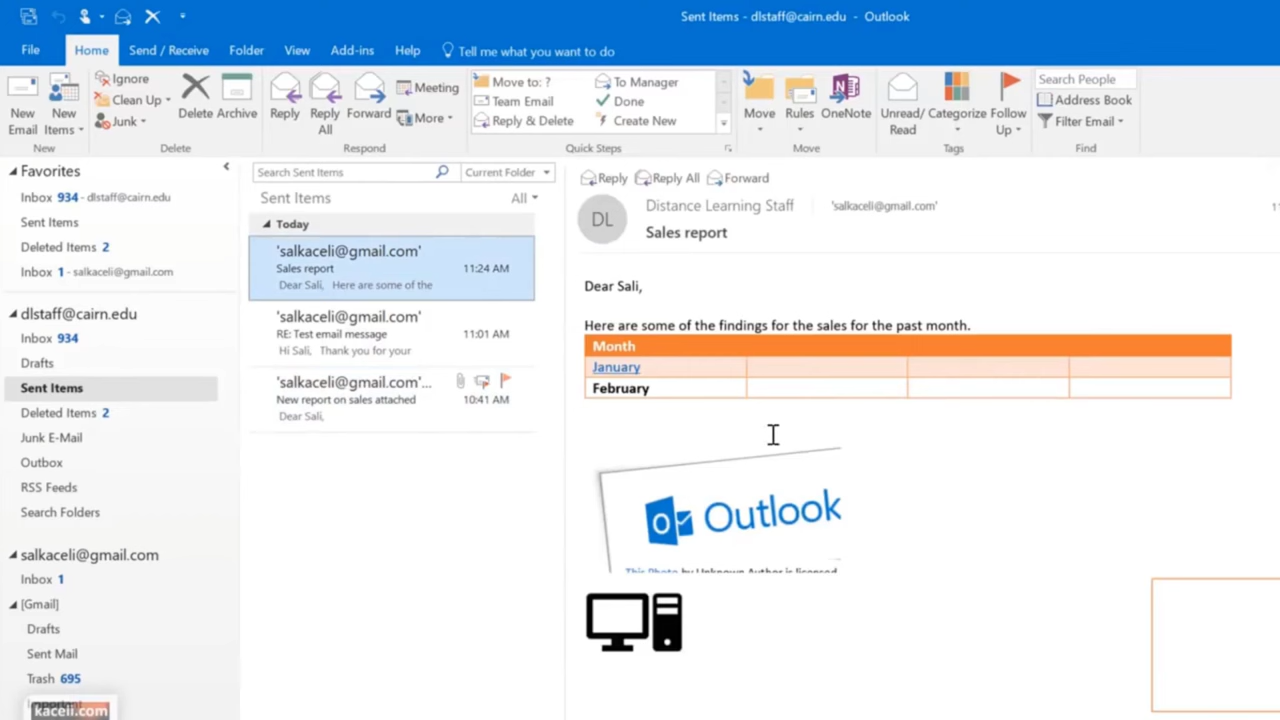 Sent Items - dlstaff@cairn.edu - Outlook
File Home Send / Receive Folder View Add-ins Help Tell me what you want to do
New Email
New Items
Ignore
Clean Up
Junk
Delete
Archive
Reply
Reply All
Forward
Meeting
More
Move to: ?
Team Email
Reply & Delete
To Manager
Done
Create New
Move
Rules
OneNote
Unread/ Read
Categorize
Follow Up
Search People
Address Book
Filter Email
New Delete Respond Quick Steps Move Tags Find
Favorites
Inbox 934 - dlstaff@cairn.edu
Sent Items
Deleted Items 2
Inbox 1 - salkaceli@gmail.com
dlstaff@cairn.edu
Inbox 934
Drafts
Sent Items
Deleted Items 2
Junk E-Mail
Outbox
RSS Feeds
Search Folders
salkaceli@gmail.com
Inbox 1
[Gmail]
Drafts
Sent Mail
Trash 695
kaceli.com
Search Sent Items Current Folder
Sent Items All
Today
'salkaceli@gmail.com'
Sales report 11:24 AM
Dear Sali, Here are some of the
'salkaceli@gmail.com'
RE: Test email message 11:01 AM
Hi Sali, Thank you for your
'salkaceli@gmail.com'...
New report on sales attached 10:41 AM
Dear Sali,
Reply Reply All Forward
DL
Distance Learning Staff 'salkaceli@gmail.com'
Sales report
Dear Sali,
Here are some of the findings for the sales for the past month.
Month
January
February
Outlook
This Photo by Unknown Author is licensed